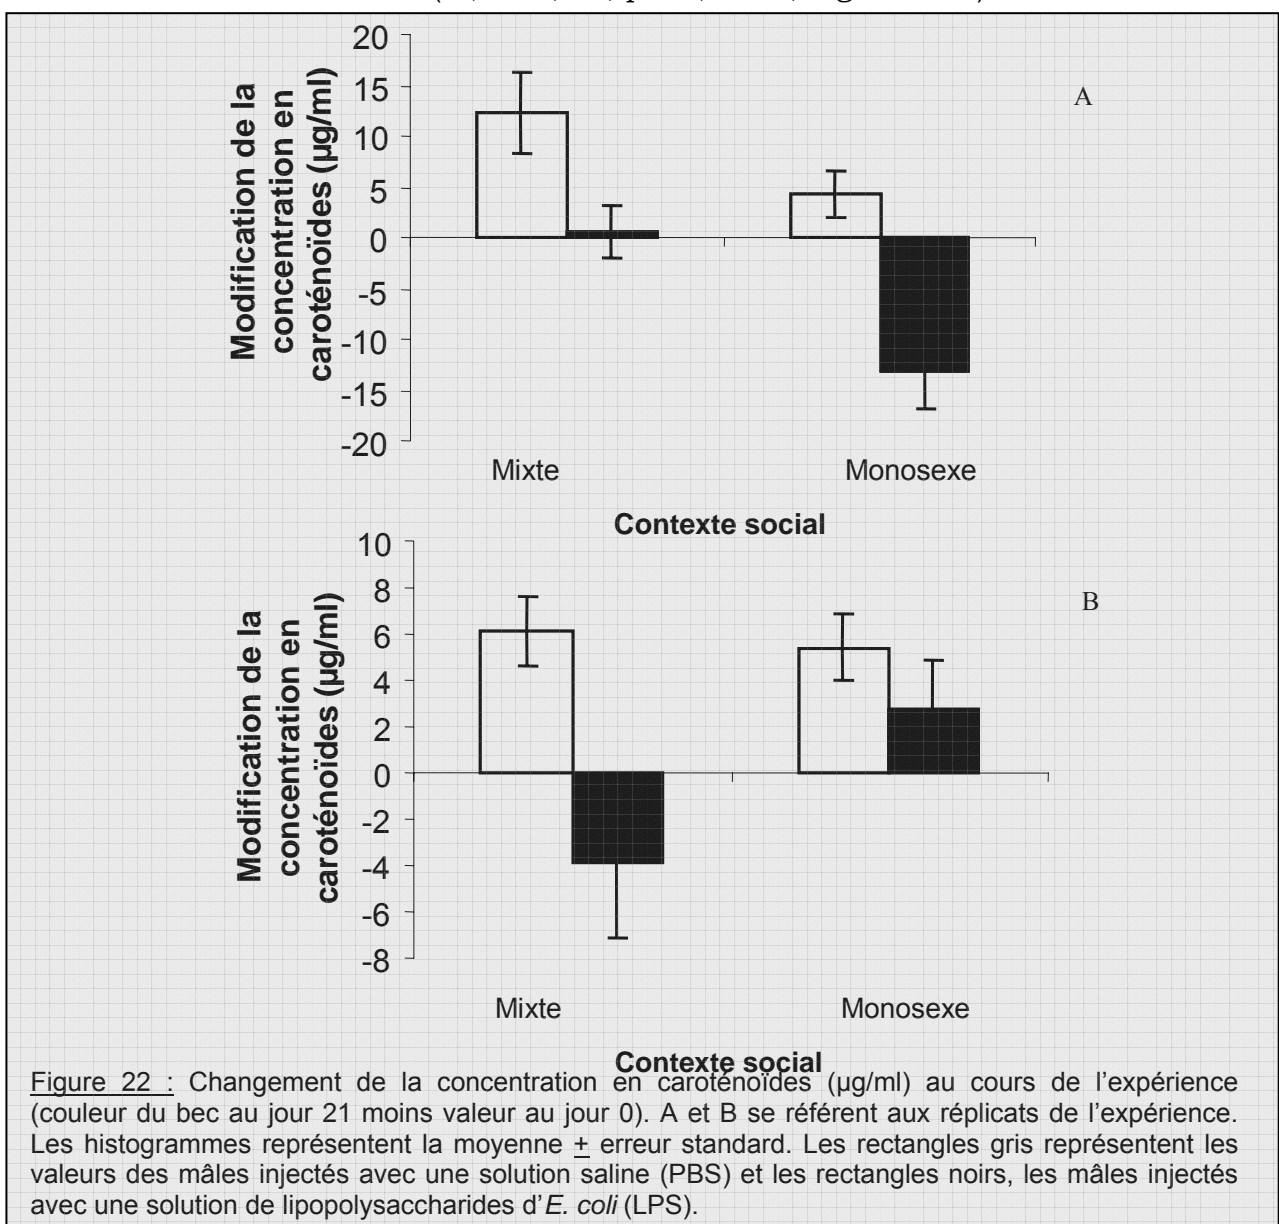 20
15
10
5
0
-5
-10
-15
-20
Modification de la
concentration en
caroténoïdes (µg/ml)
A
Mixte Monosexe
Contexte social
10
8
6
4
2
0
-2
-4
-6
-8
Modification de la
concentration en
caroténoïdes (µg/ml)
B
Mixte Monosexe
Contexte social
Figure 22 : Changement de la concentration en caroténoïdes (µg/ml) au cours de l'expérience
(couleur du bec au jour 21 moins valeur au jour 0). A et B se référent aux réplicats de l'expérience.
Les histogrammes représentent la moyenne ± erreur standard. Les rectangles gris représentent les
valeurs des mâles injectés avec une solution saline (PBS) et les rectangles noirs, les mâles injectés
avec une solution de lipopolysaccharides d'E. coli (LPS).